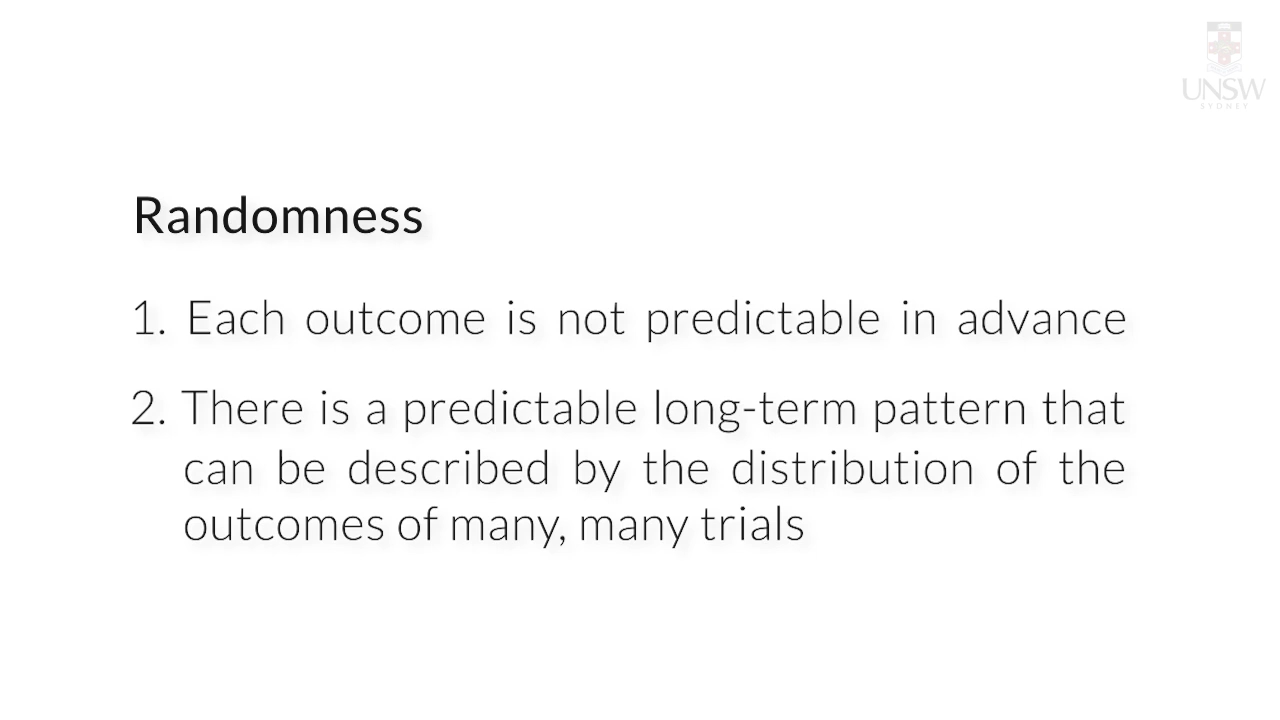 UNSW
SYDNEY
Randomness
1. Each outcome is not predictable in advance
2. There is a predictable long-term pattern that
can be described by the distribution of the
outcomes of many, many trials